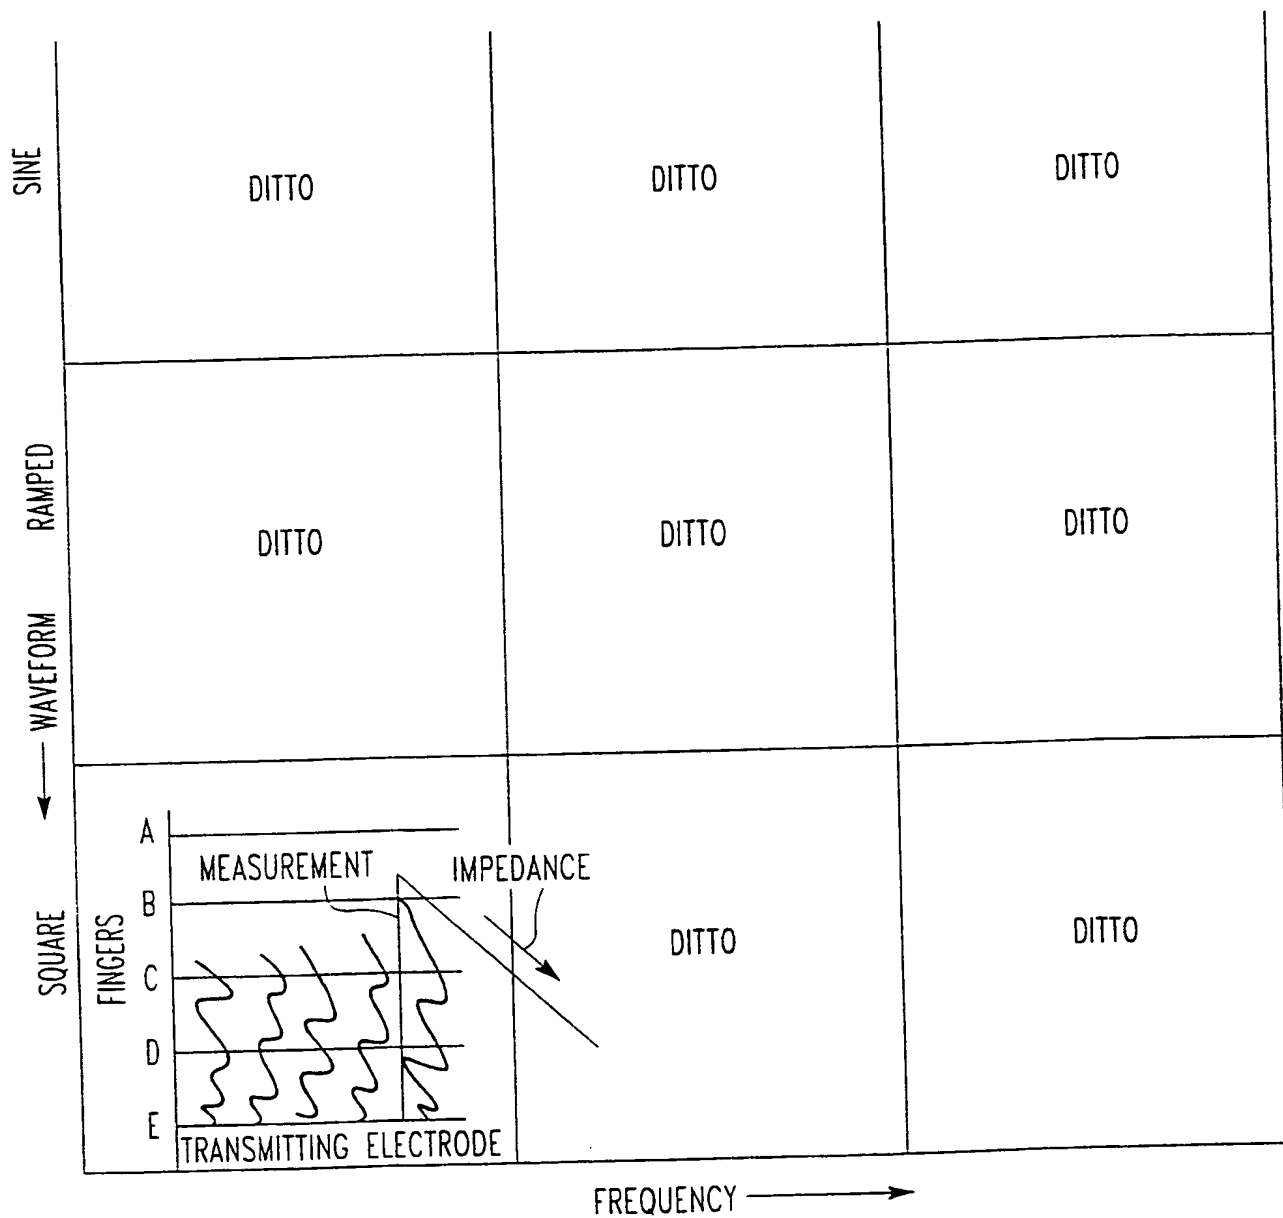 SINE
DITTO
DITTO
DITTO
RAMPED
DITTO
DITTO
DITTO
WAVEFORM
SQUARE
FINGERS
A
B
C
D
E
MEASUREMENT
IMPEDANCE
TRANSMITTING ELECTRODE
DITTO
DITTO
FREQUENCY